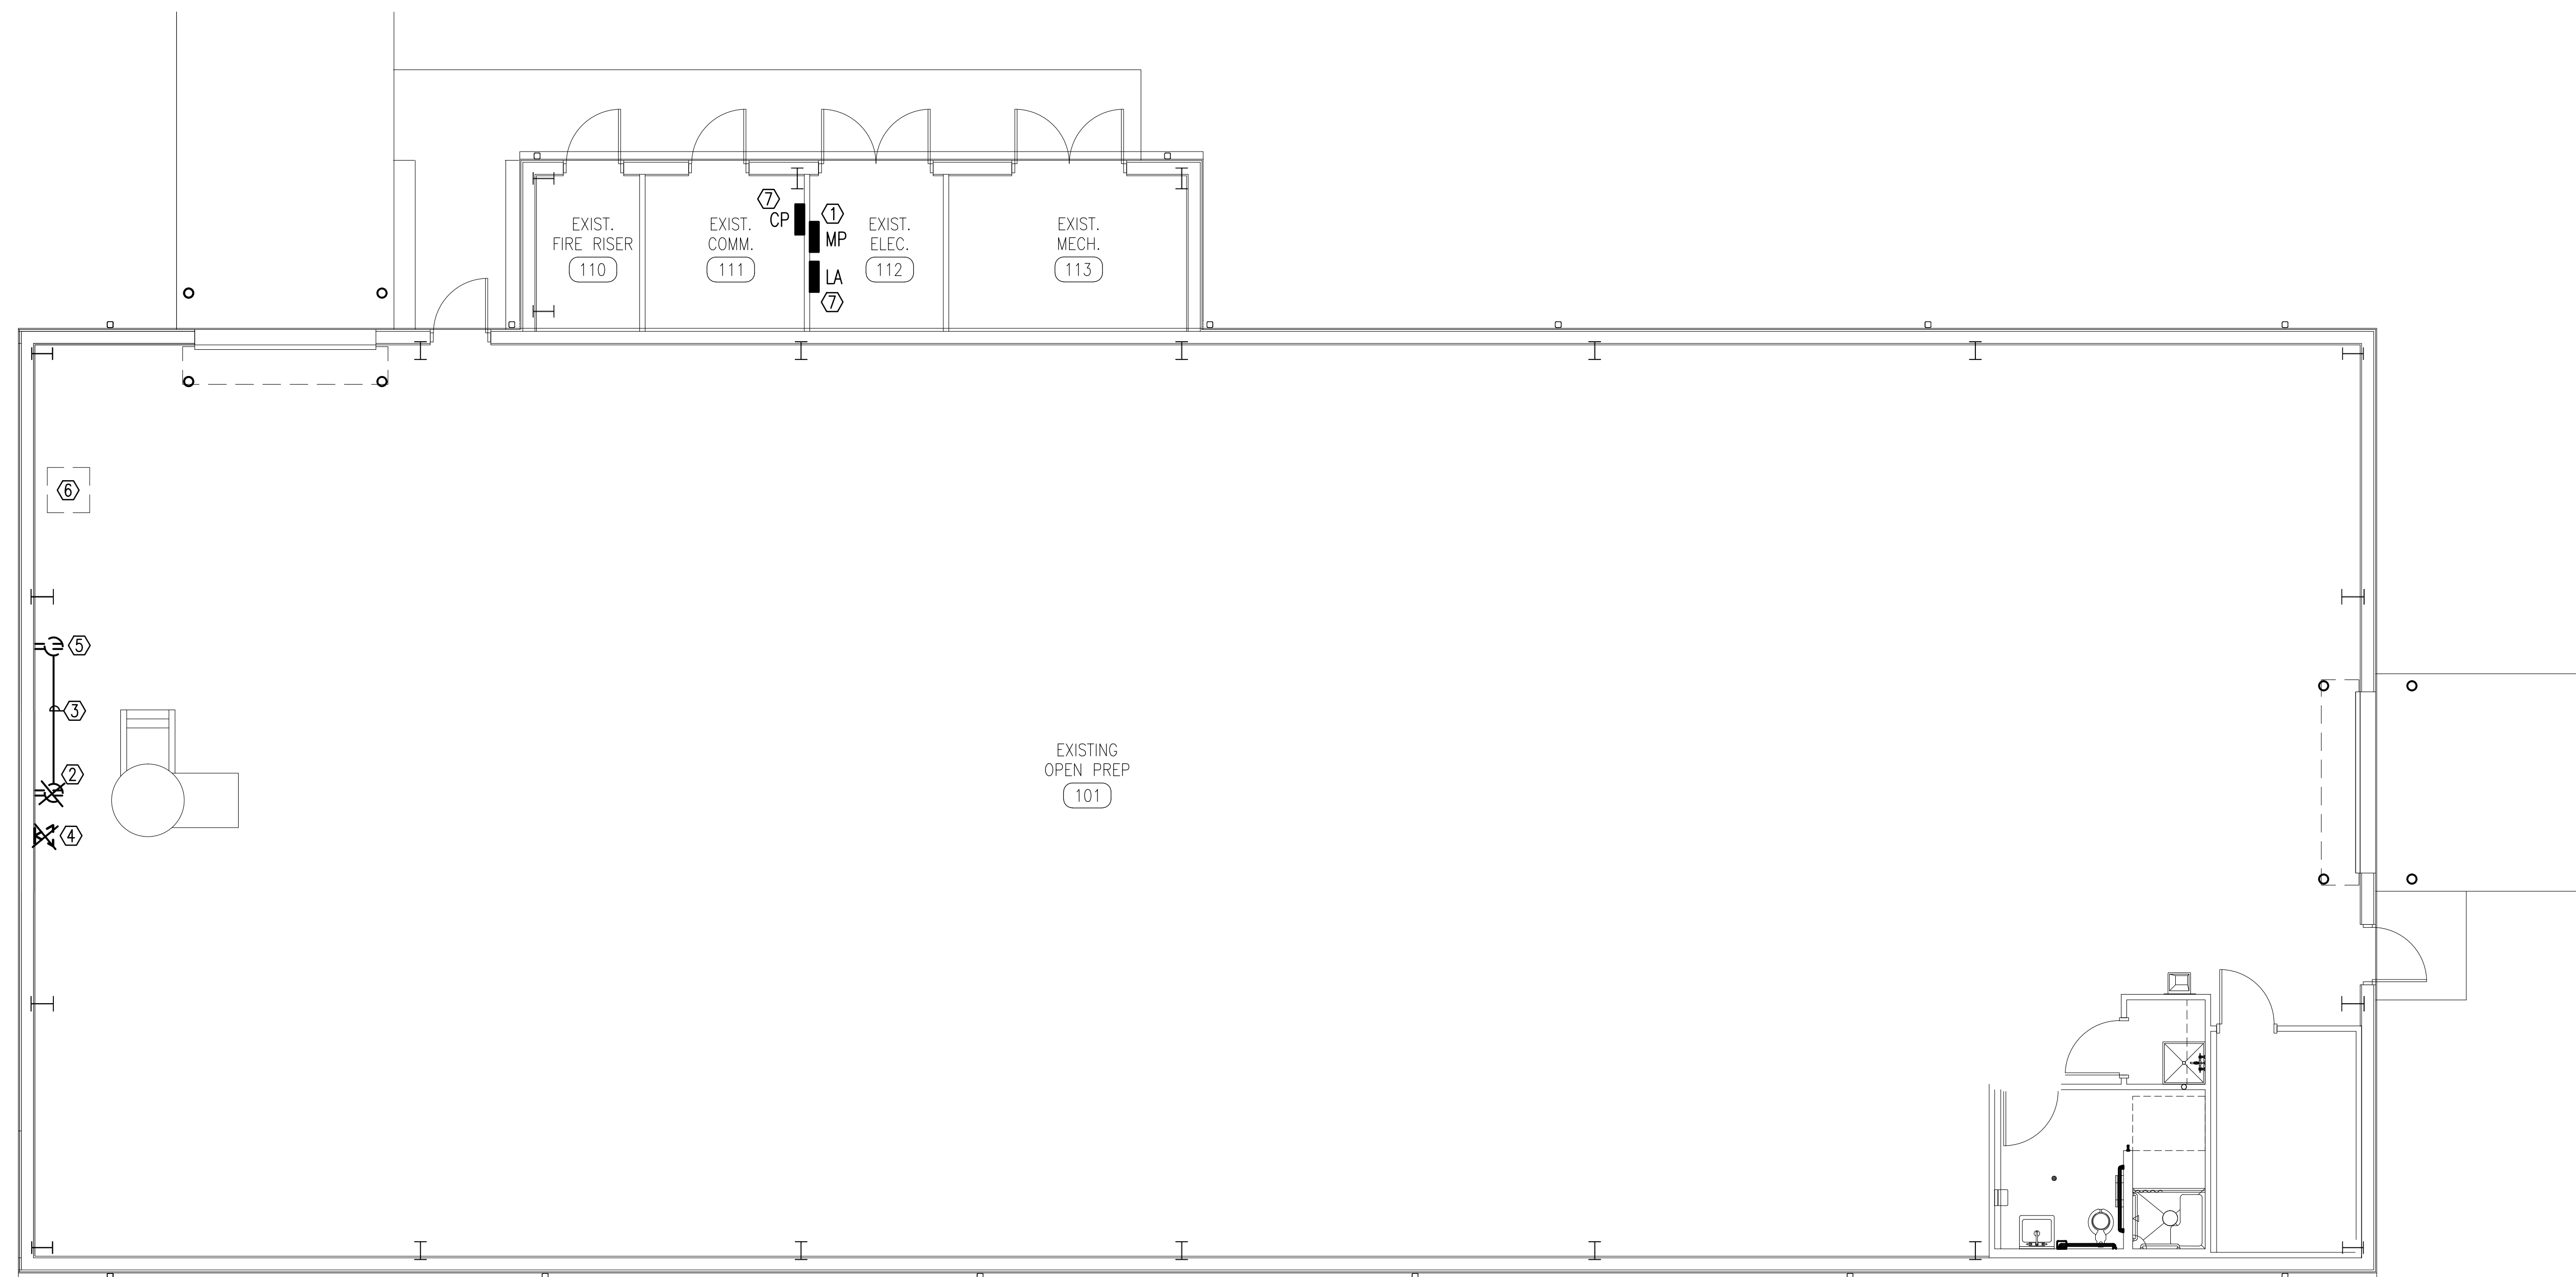 EXIST.
FIRE RISER
110
EXIST.
COMM.
111
7
CP
1
MP
LA
7
EXIST.
ELEC.
112
EXIST.
MECH.
113
6
5
3
2
4
EXISTING
OPEN PREP
101